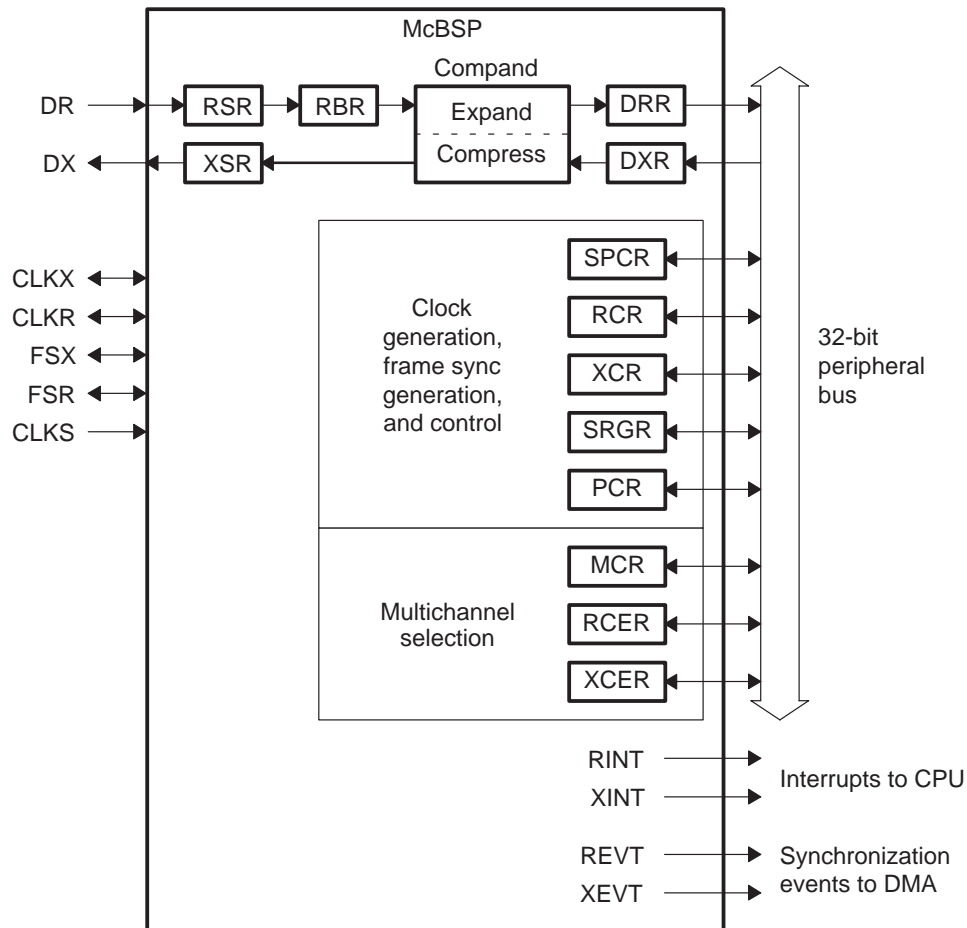 McBSP
Compand
DR
RSR
RBR
Expand
DRR
DX
XSR
Compress
DXR
CLKX
CLKR
FSX
FSR
CLKS
Clock
generation,
frame sync
generation,
and control
SPCR
RCR
XCR
SRGR
PCR
32-bit
peripheral
bus
Multichannel
selection
MCR
RCER
XCER
RINT
XINT
Interrupts to CPU
REVT
XEVT
Synchronization
events to DMA